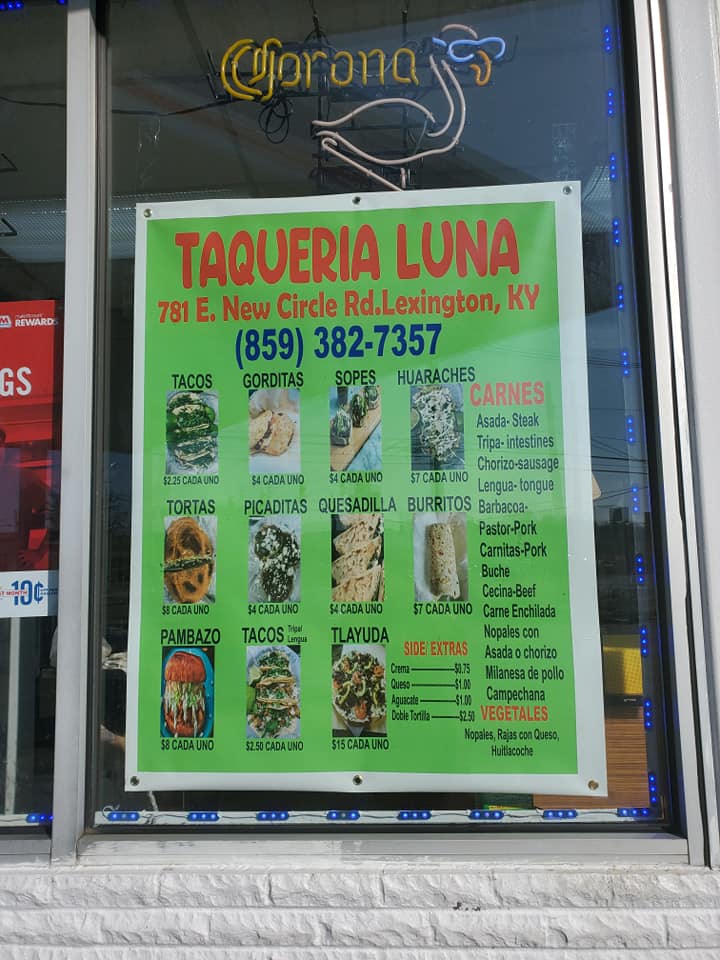 Corona
TAQUERIA LUNA
781 E. New Circle Rd.Lexington, KY
(859) 382-7357
TACOS
$2.25 CADA UNO
GORDITAS
$4 CADA UNO
SOPES
$4 CADA UNO
HUARACHES
$7 CADA UNO
TORTAS
$8 CADA UNO
PICADITAS
$4 CADA UNO
QUESADILLA
$4 CADA UNO
BURRITOS
$7 CADA UNO
PAMBAZO
$8 CADA UNO
TACOS Tripa/
Lengua
$2.50 CADA UNO
TLAYUDA
$15 CADA UNO
SIDE/ EXTRAS
Crema $0.75
Queso $1.00
Aguacate $1.00
Doble Tortilla $2.50
CARNES
Asada- Steak
Tripa- intestines
Chorizo-sausage
Lengua- tongue
Barbacoa-
Pastor-Pork
Carnitas-Pork
Buche
Cecina-Beef
Carne Enchilada
Nopales con
Asada o chorizo
Milanesa de pollo
Campechana
VEGETALES
Nopales, Rajas con Queso,
Huitlacoche
REWARDS
GS
10¢